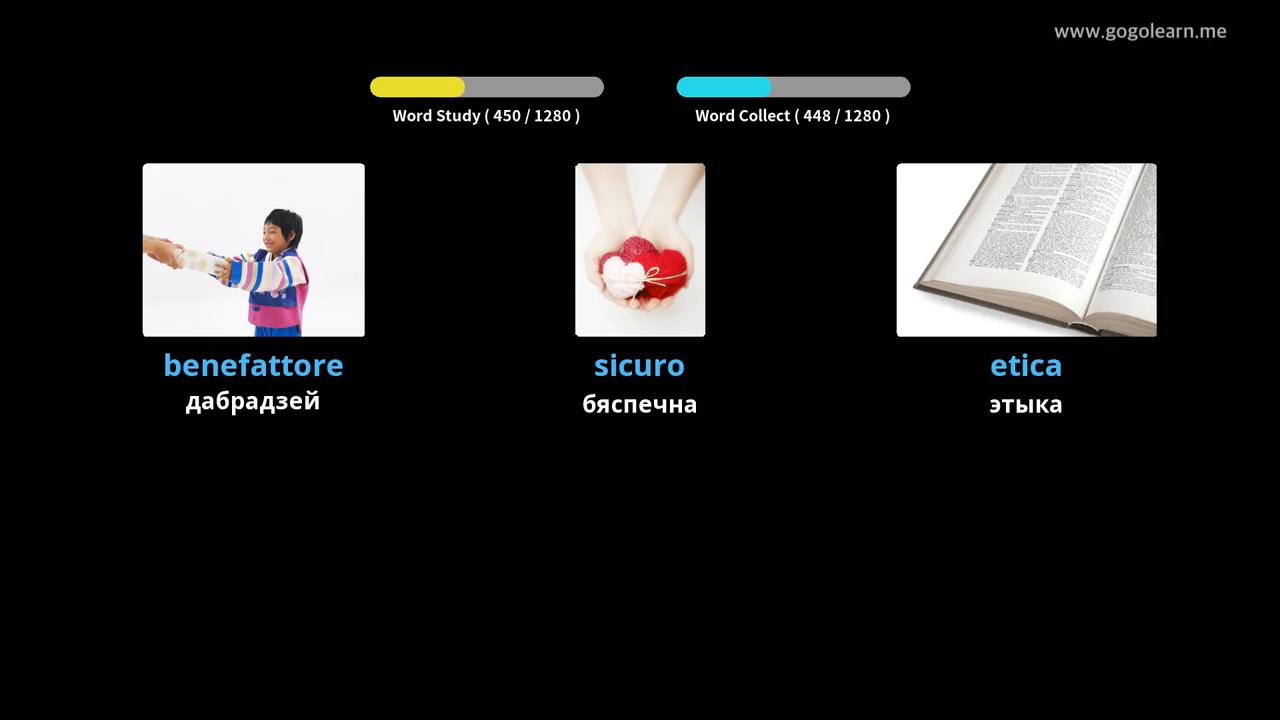 www.gogolearn.me
Word Study ( 450 / 1280 )
Word Collect ( 448 / 1280 )
benefattore
дабрадзей
sicuro
бяспечна
etica
этыка